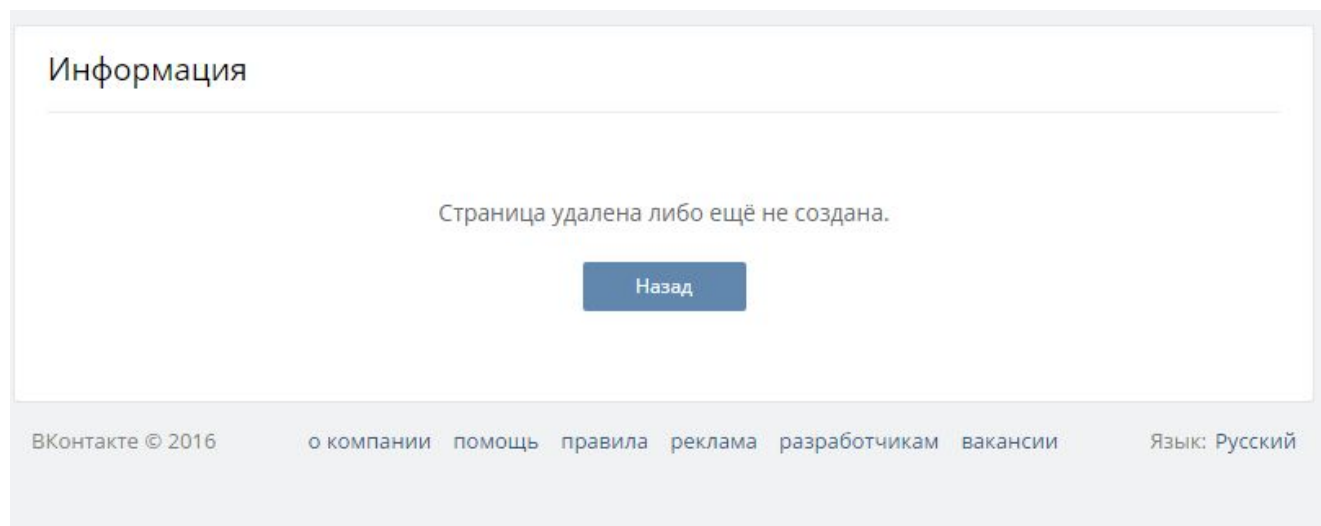 Информация
Страница удалена либо ещё не создана.
Назад
ВКонтакте © 2016 о компании помощь правила реклама разработчикам вакансии Язык: Русский